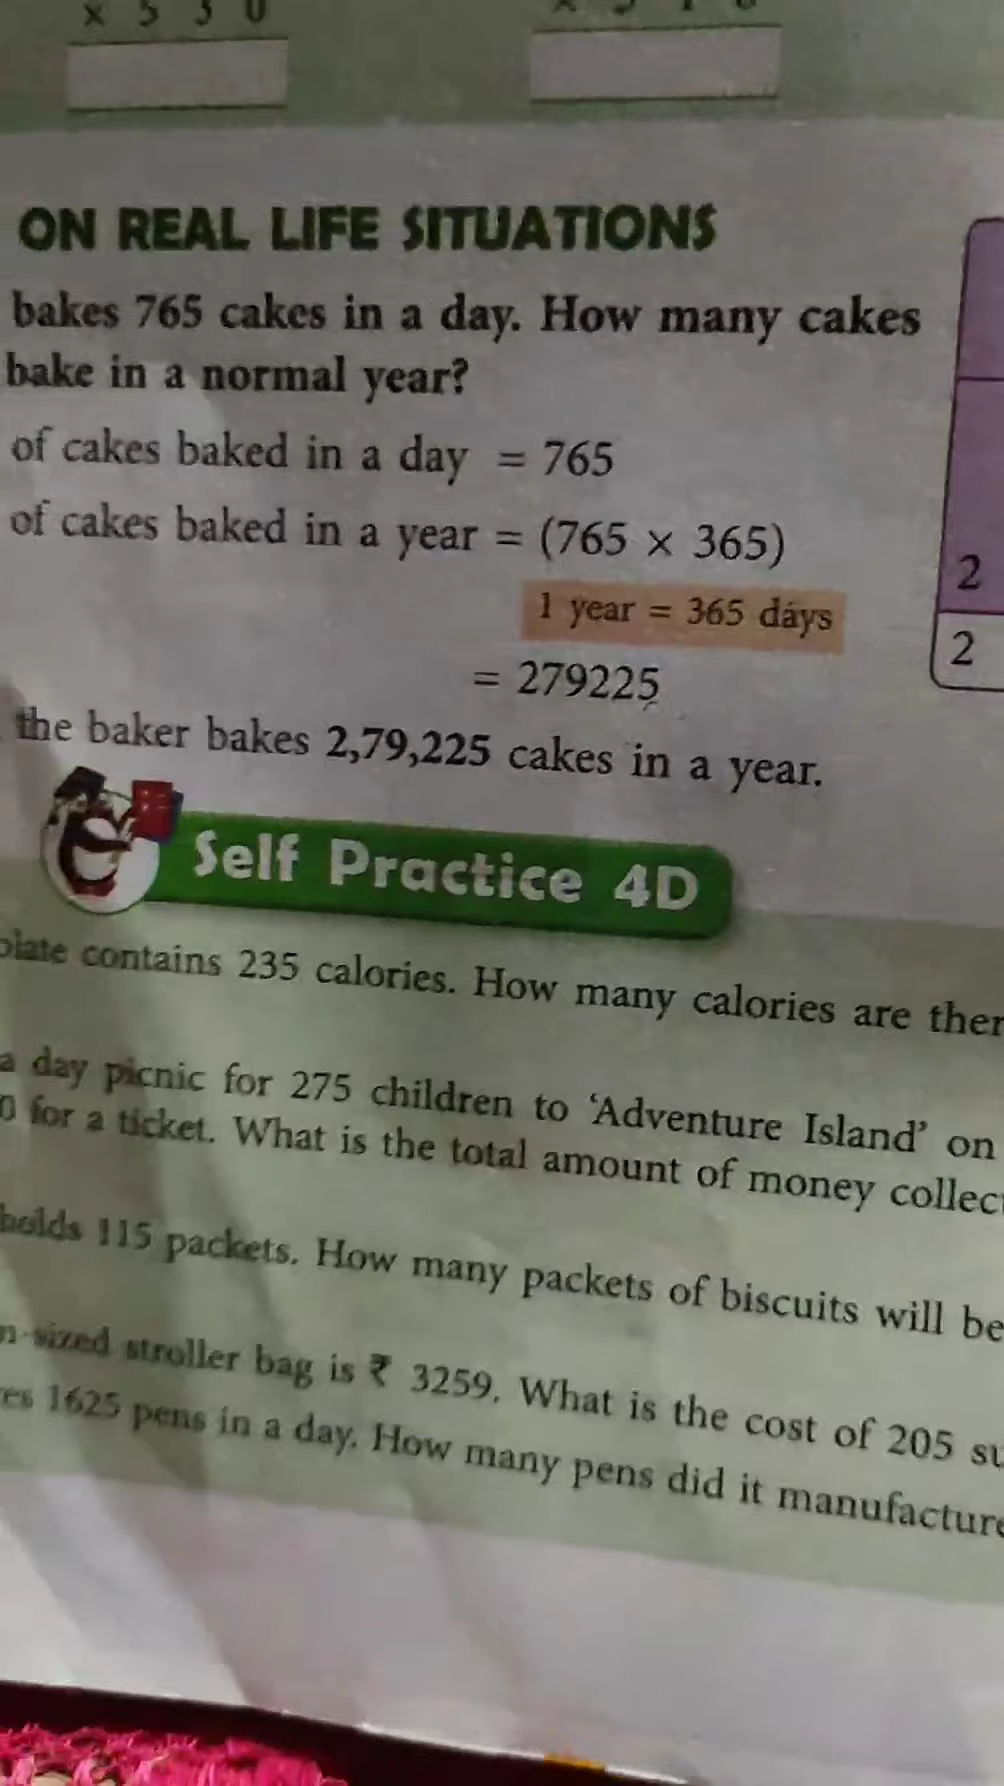 × 5 3 0
ON REAL LIFE SITUATIONS
bakes 765 cakes in a day. How many cakes
bake in a normal year?
of cakes baked in a day = 765
of cakes baked in a year = (765 × 365)
1 year = 365 days
2
= 279225
2
the baker bakes 2,79,225 cakes in a year.
Self Practice 4D
olate contains 235 calories. How many calories are ther
a day picnic for 275 children to ‘Adventure Island’ on
0 for a ticket. What is the total amount of money collec
holds 115 packets. How many packets of biscuits will be
n-sized stroller bag is ₹ 3259. What is the cost of 205 su
es 1625 pens in a day. How many pens did it manufacture